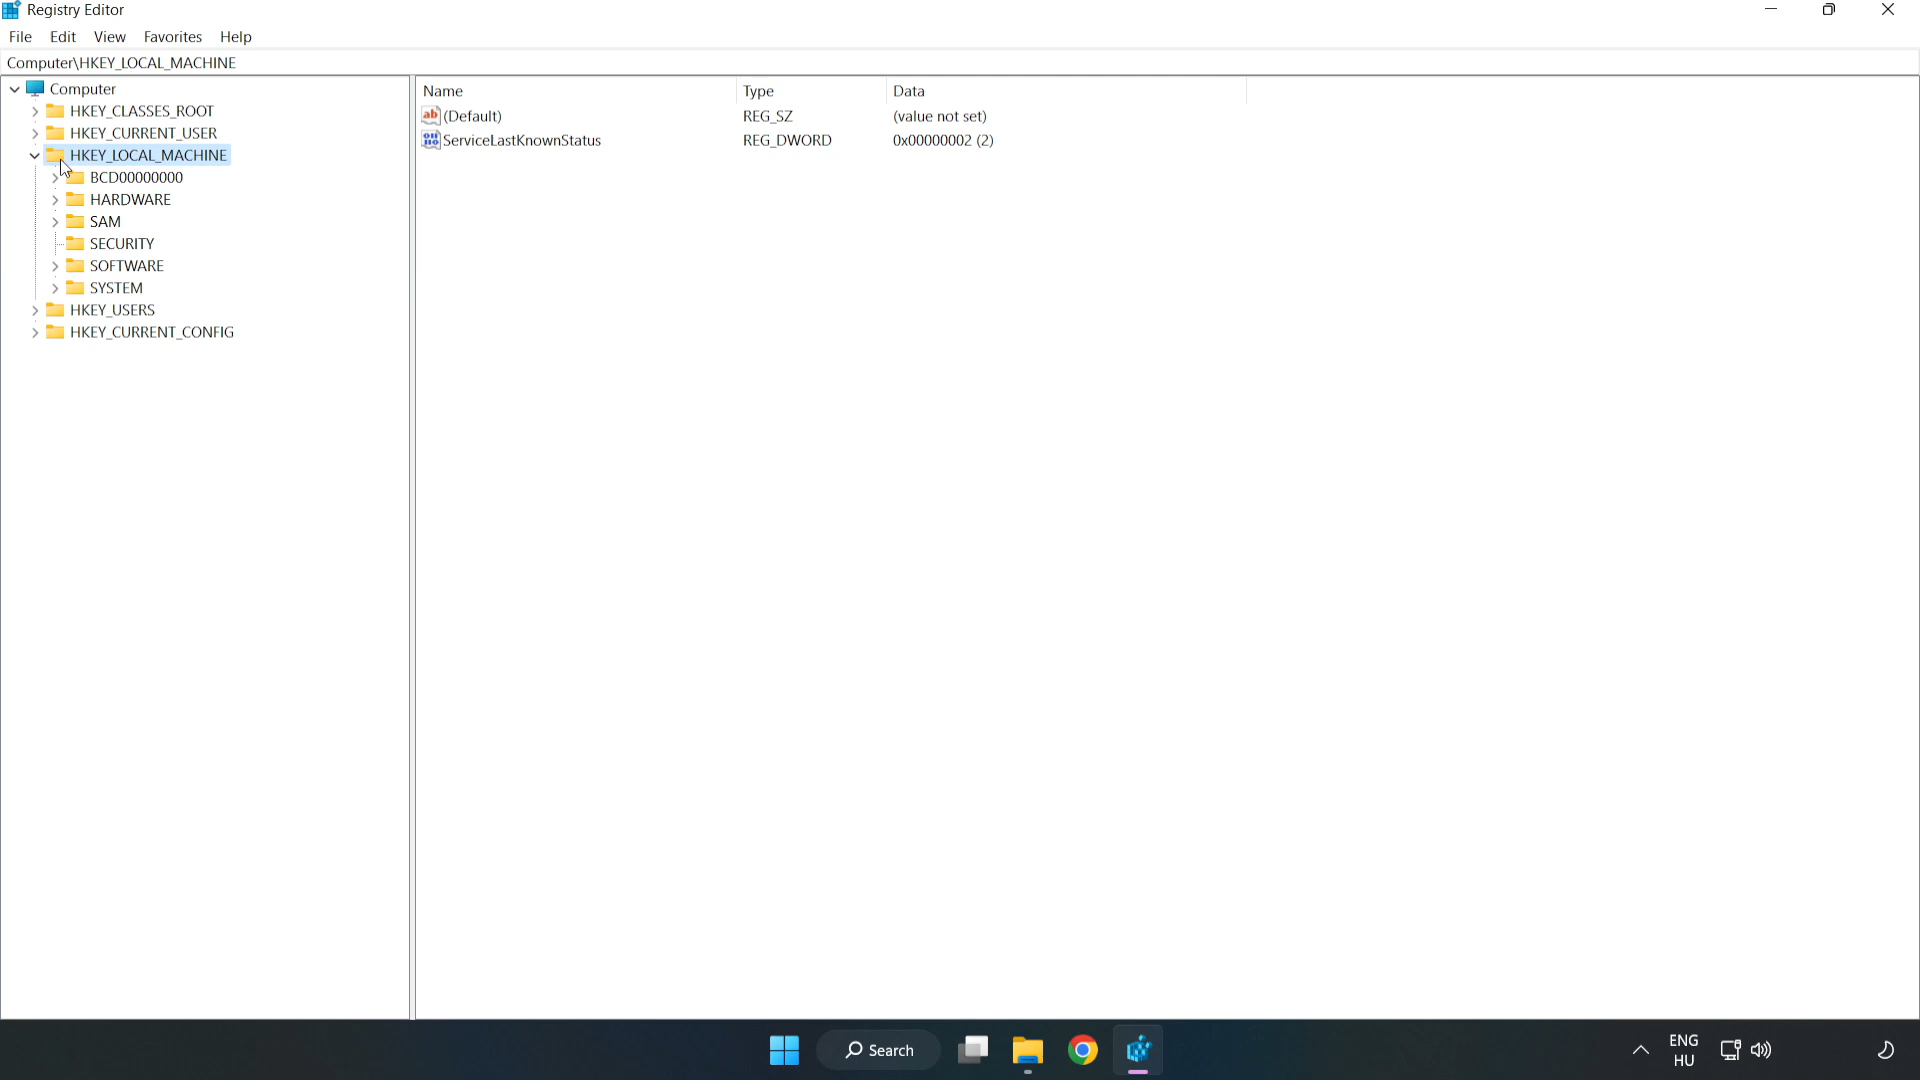 Registry Editor
File Edit View Favorites Help
Computer\HKEY_LOCAL_MACHINE
Computer
HKEY_CLASSES_ROOT
HKEY_CURRENT_USER
HKEY_LOCAL_MACHINE
BCD00000000
HARDWARE
SAM
SECURITY
SOFTWARE
SYSTEM
HKEY_USERS
HKEY_CURRENT_CONFIG
Name Type Data
(Default) REG_SZ (value not set)
ServiceLastKnownStatus REG_DWORD 0x00000002 (2)
Search
ENG
HU